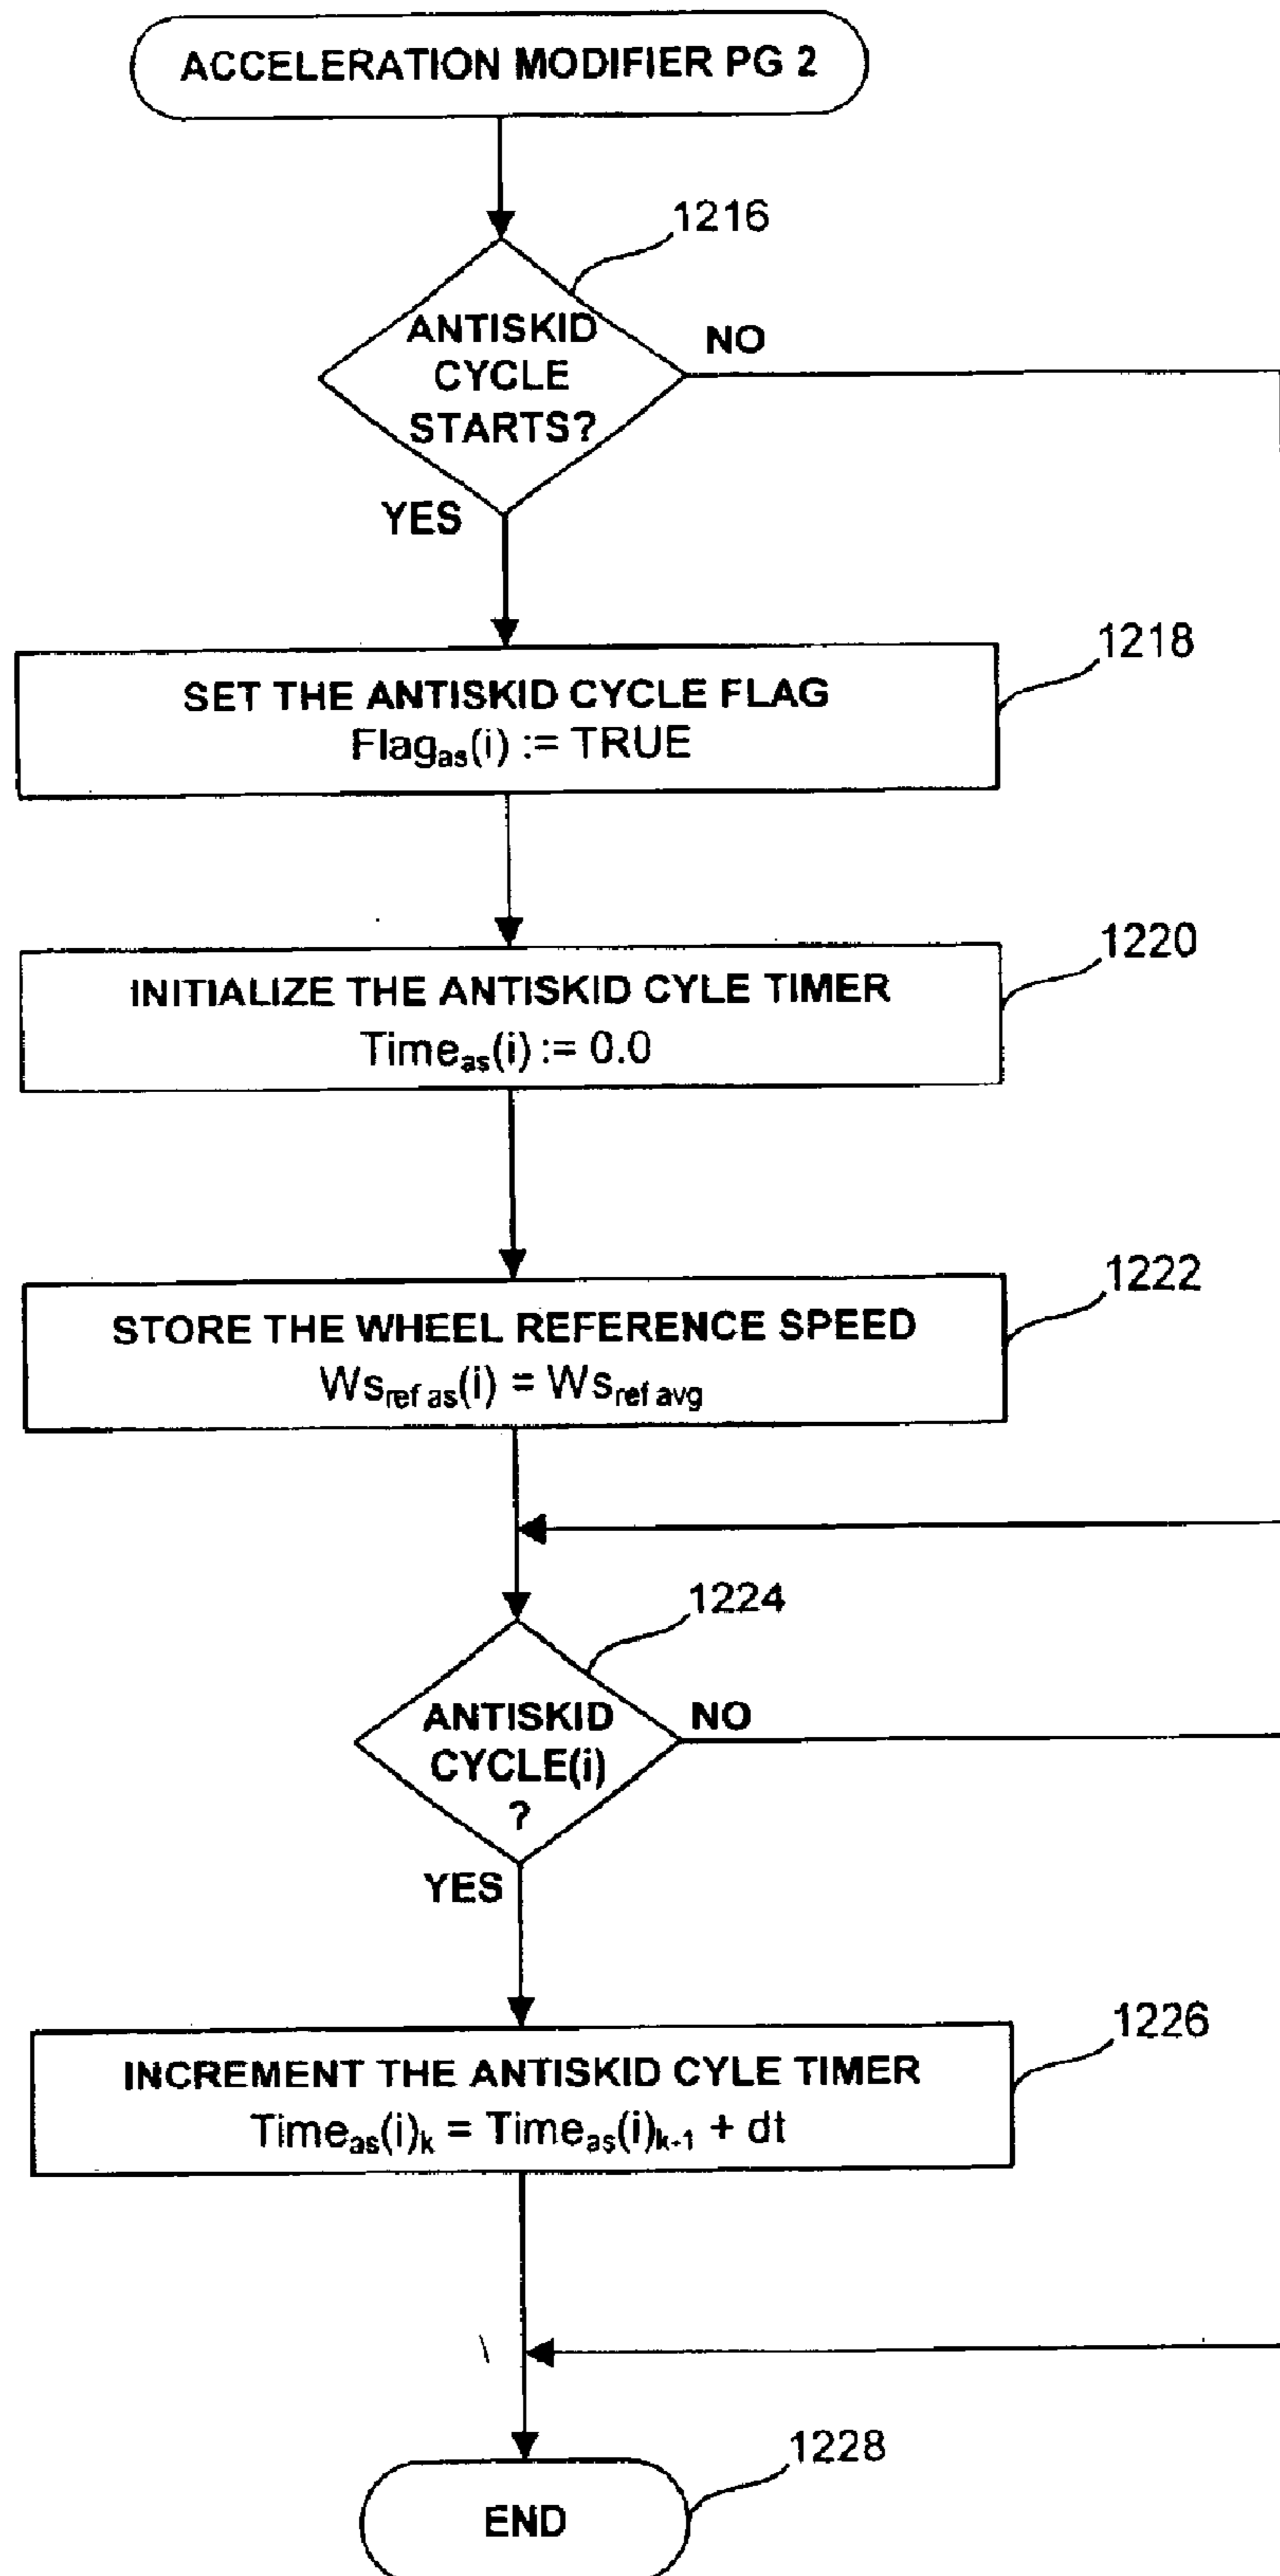 ACCELERATION MODIFIER PG 2
1216
ANTISKID
CYCLE
STARTS?
NO
YES
1218
SET THE ANTISKID CYCLE FLAG
Flagas(i) := TRUE
1220
INITIALIZE THE ANTISKID CYLE TIMER
Timeas(i) := 0.0
1222
STORE THE WHEEL REFERENCE SPEED
Wsref as(i) = Wsref avg
1224
ANTISKID
CYCLE(i)
?
NO
YES
1226
INCREMENT THE ANTISKID CYLE TIMER
Timeas(i)k = Timeas(i)k-1 + dt
1228
END